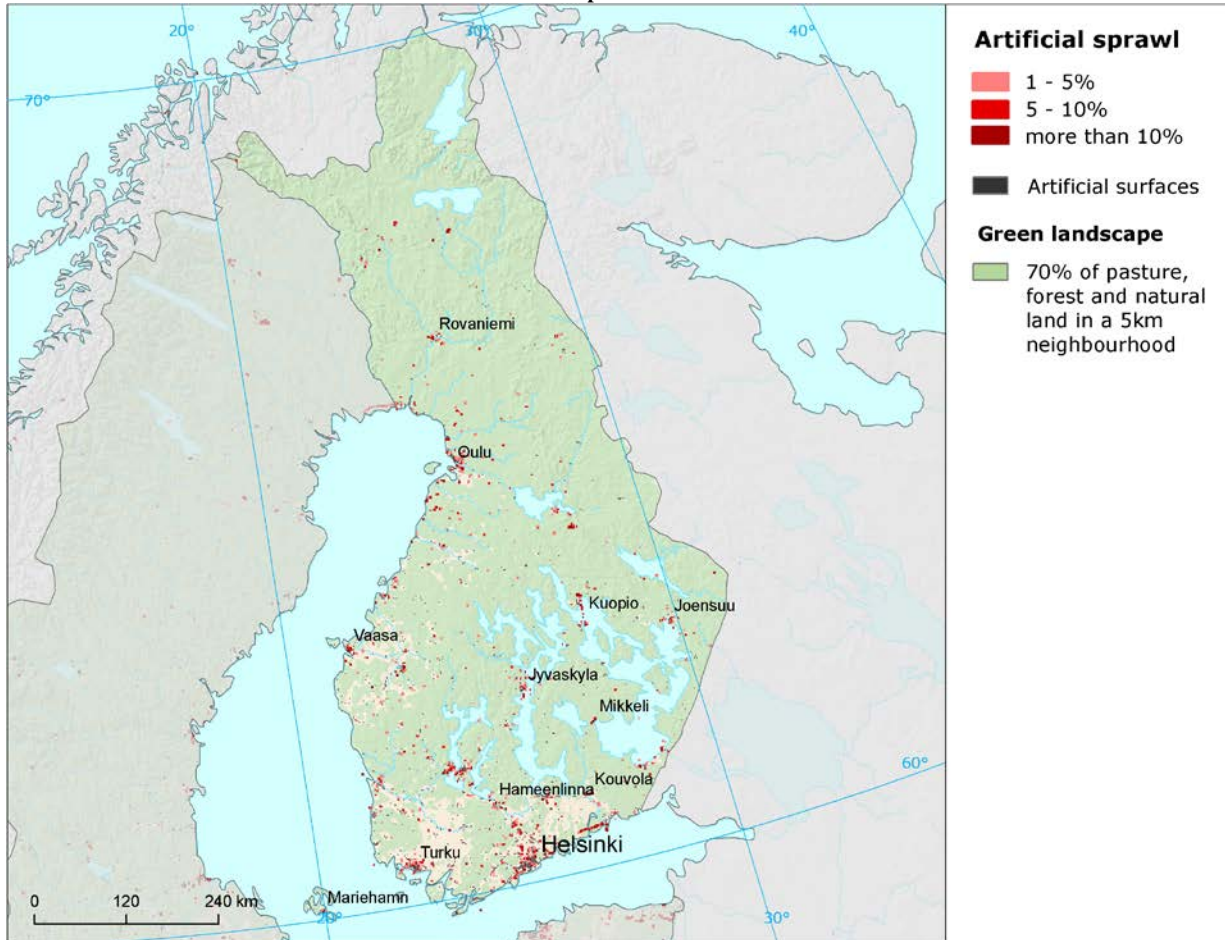 20°
30°
40°
70°
Rovaniemi
Oulu
Kuopio
Joensuu
Vaasa
Jyvaskyla
Mikkeli
60°
Kouvola
Hameenlinna
Helsinki
Turku
Mariehamn
0 120 240 km
20°
30°
Artificial sprawl
1 - 5%
5 - 10%
more than 10%
Artificial surfaces
Green landscape
70% of pasture,
forest and natural
land in a 5km
neighbourhood